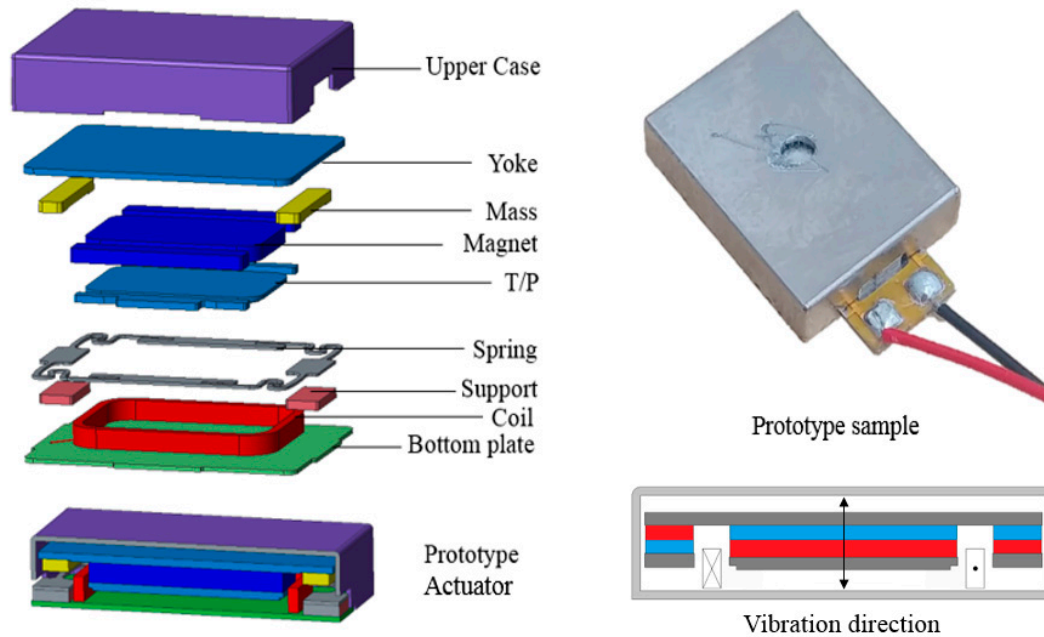 Upper Case
Yoke
Mass
Magnet
T/P
Spring
Support
Coil
Bottom plate
Prototype
Actuator
Prototype sample
Vibration direction